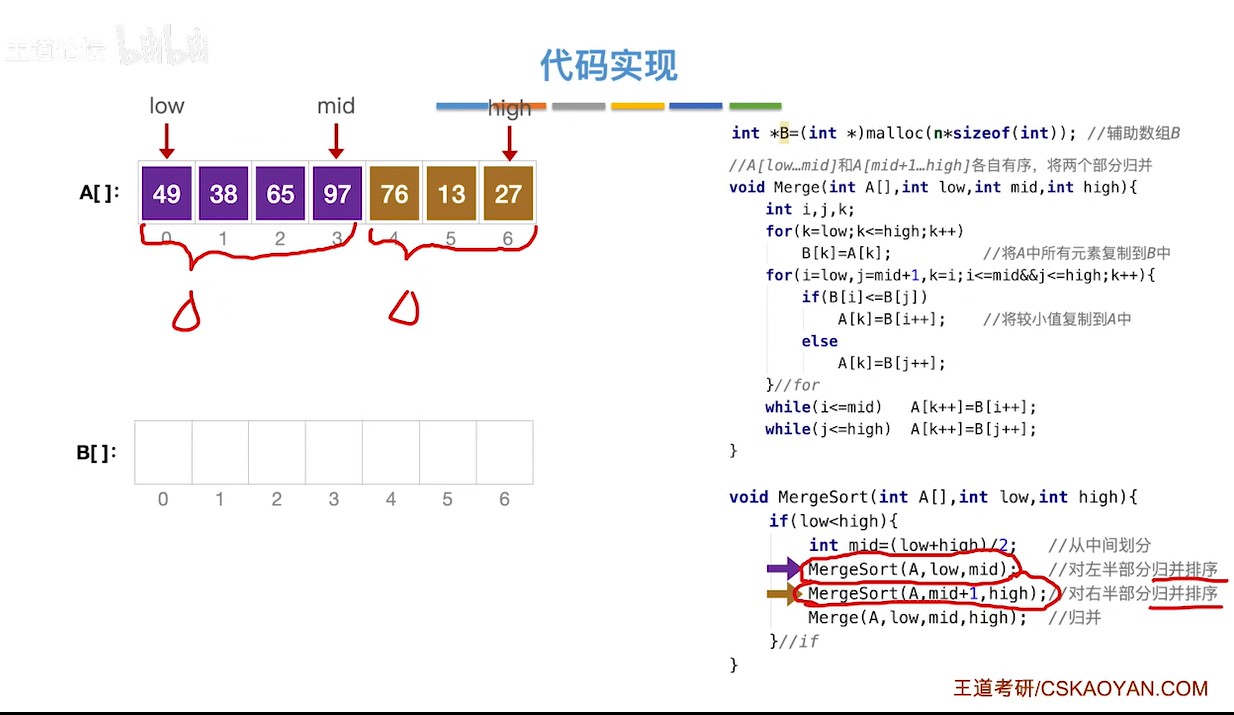 王道论坛 bilibili
代码实现
low mid high
A[ ]: 49 38 65 97 76 13 27
0 1 2 3 4 5 6
B[ ]:
0 1 2 3 4 5 6
int *B=(int *)malloc(n*sizeof(int)); //辅助数组B
//A[low…mid]和A[mid+1…high]各自有序，将两个部分归并
void Merge(int A[],int low,int mid,int high){
int i,j,k;
for(k=low;k<=high;k++)
B[k]=A[k]; //将A中所有元素复制到B中
for(i=low,j=mid+1,k=i;i<=mid&&j<=high;k++){
if(B[i]<=B[j])
A[k]=B[i++]; //将较小值复制到A中
else
A[k]=B[j++];
}//for
while(i<=mid) A[k++]=B[i++];
while(j<=high) A[k++]=B[j++];
}
void MergeSort(int A[],int low,int high){
if(low<high){
int mid=(low+high)/2; //从中间划分
MergeSort(A,low,mid); //对左半部分归并排序
MergeSort(A,mid+1,high); //对右半部分归并排序
Merge(A,low,mid,high); //归并
}//if
}
王道考研/CSKAOYAN.COM